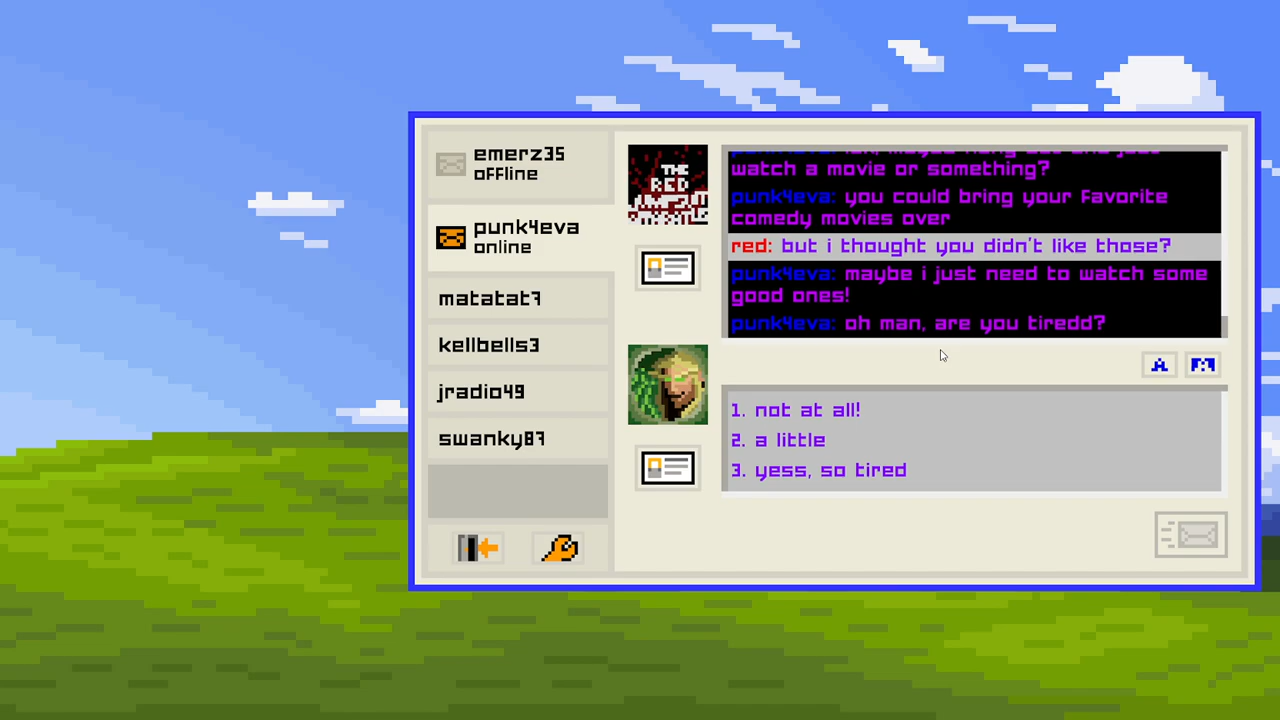 emerz35
offline
punk4eva
online
matatat7
kellbells3
jradio49
swanky87
THE
RED
watch a movie or something?
punk4eva: you could bring your favorite
comedy movies over
red: but i thought you didn't like those?
punk4eva: maybe i just need to watch some
good ones!
punk4eva: oh man, are you tiredd?
A
1. not at all!
2. a little
3. yess, so tired